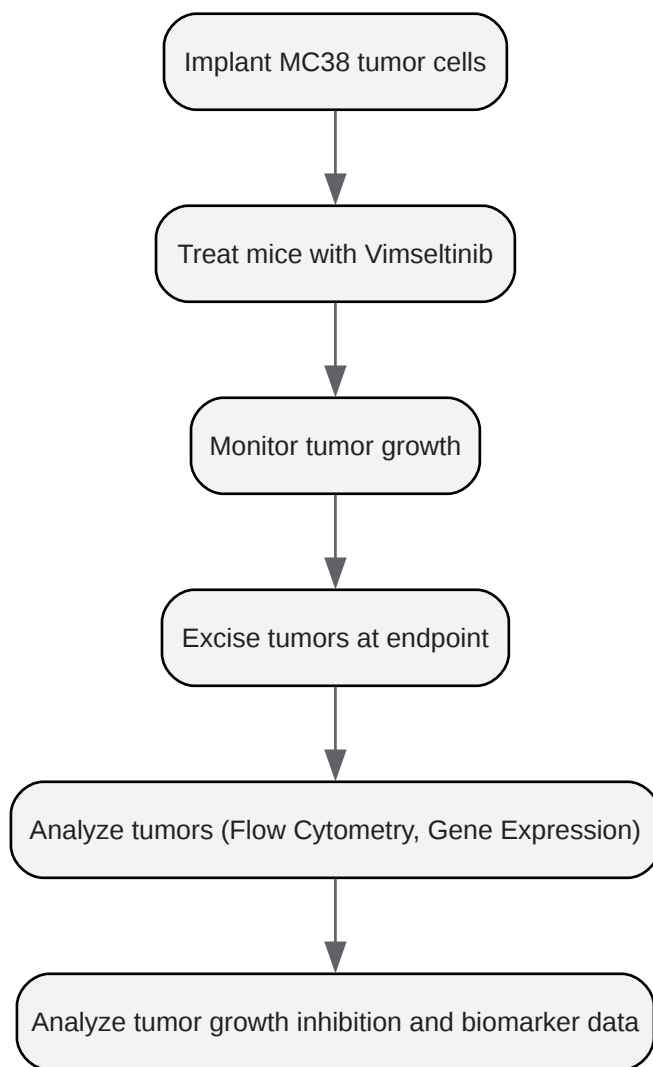 Implant MC38 tumor cells
Treat mice with Vimseltinib
Monitor tumor growth
Excise tumors at endpoint
Analyze tumors (Flow Cytometry, Gene Expression)
Analyze tumor growth inhibition and biomarker data